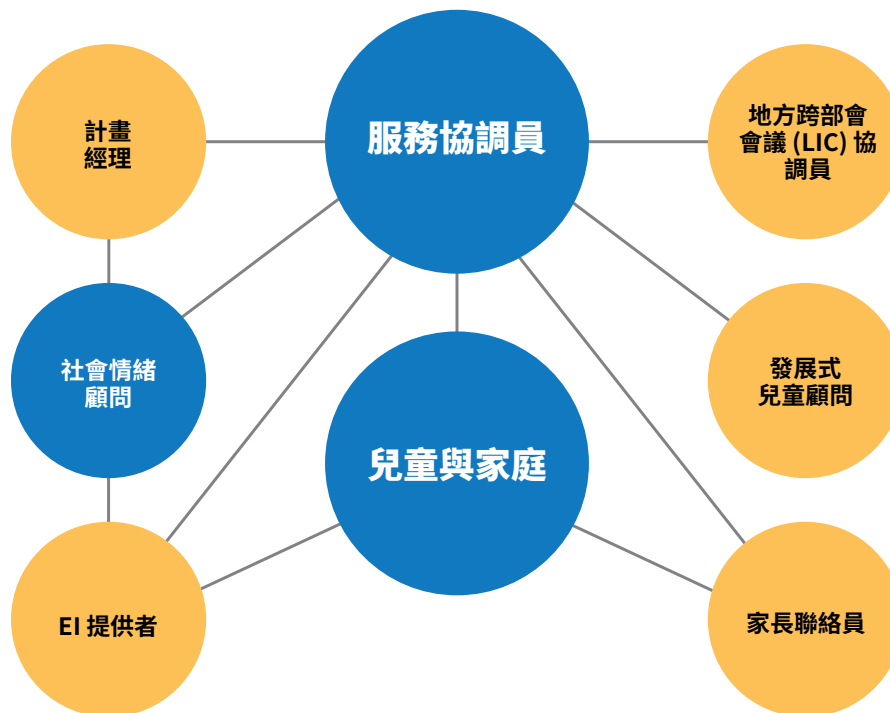 計畫
經理
服務協調員
地方跨部會
會議 (LIC) 協
調員
社會情緒
顧問
兒童與家庭
發展式
兒童顧問
EI 提供者
家長聯絡員